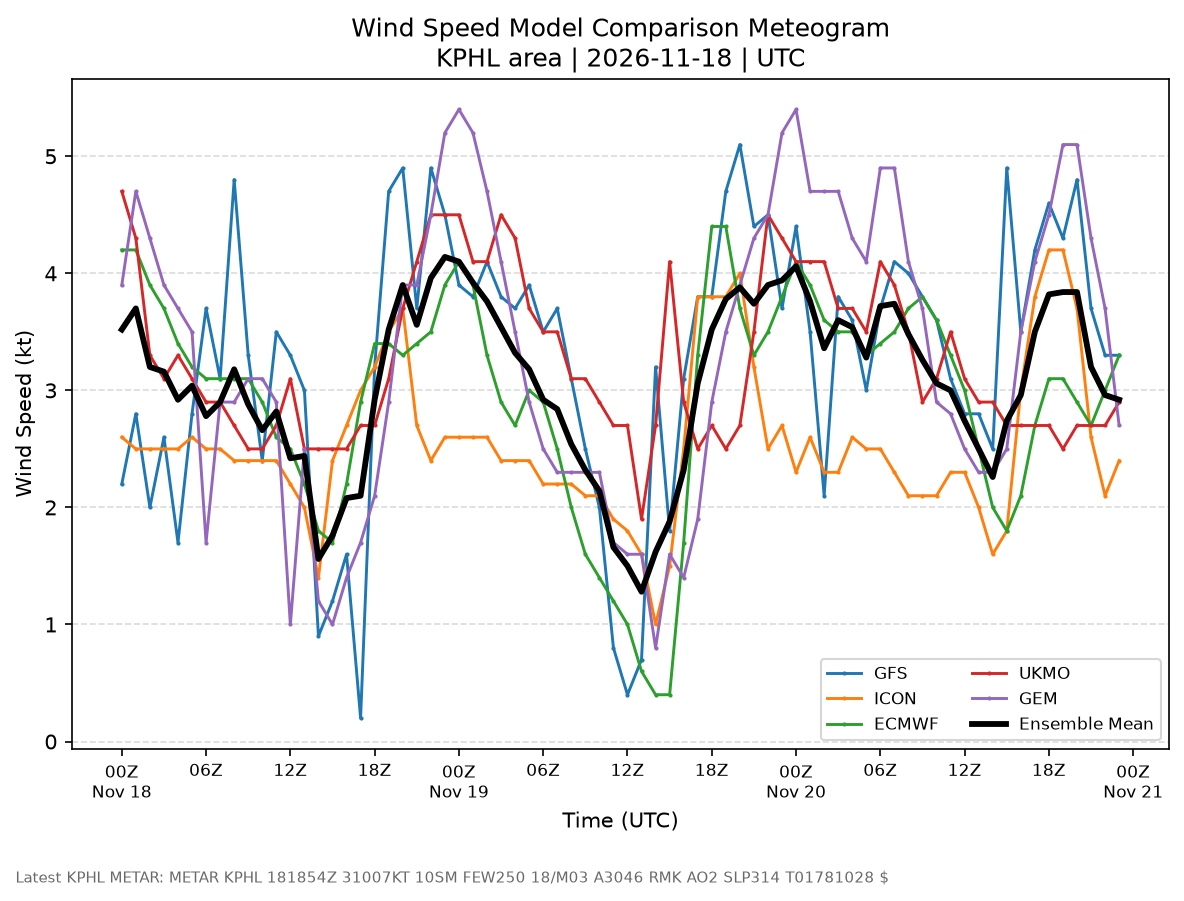 Wind Speed Model Comparison Meteogram
KPHL area | 2026-11-18 | UTC
Wind Speed (kt)
5
4
3
2
1
0
GFS
ICON
ECMWF
UKMO
GEM
Ensemble Mean
00Z 06Z 12Z 18Z 00Z 06Z 12Z 18Z 00Z 06Z 12Z 18Z 00Z
Nov 18 Nov 19 Nov 20 Nov 21
Time (UTC)
Latest KPHL METAR: METAR KPHL 181854Z 31007KT 10SM FEW250 18/M03 A3046 RMK AO2 SLP314 T01781028 $